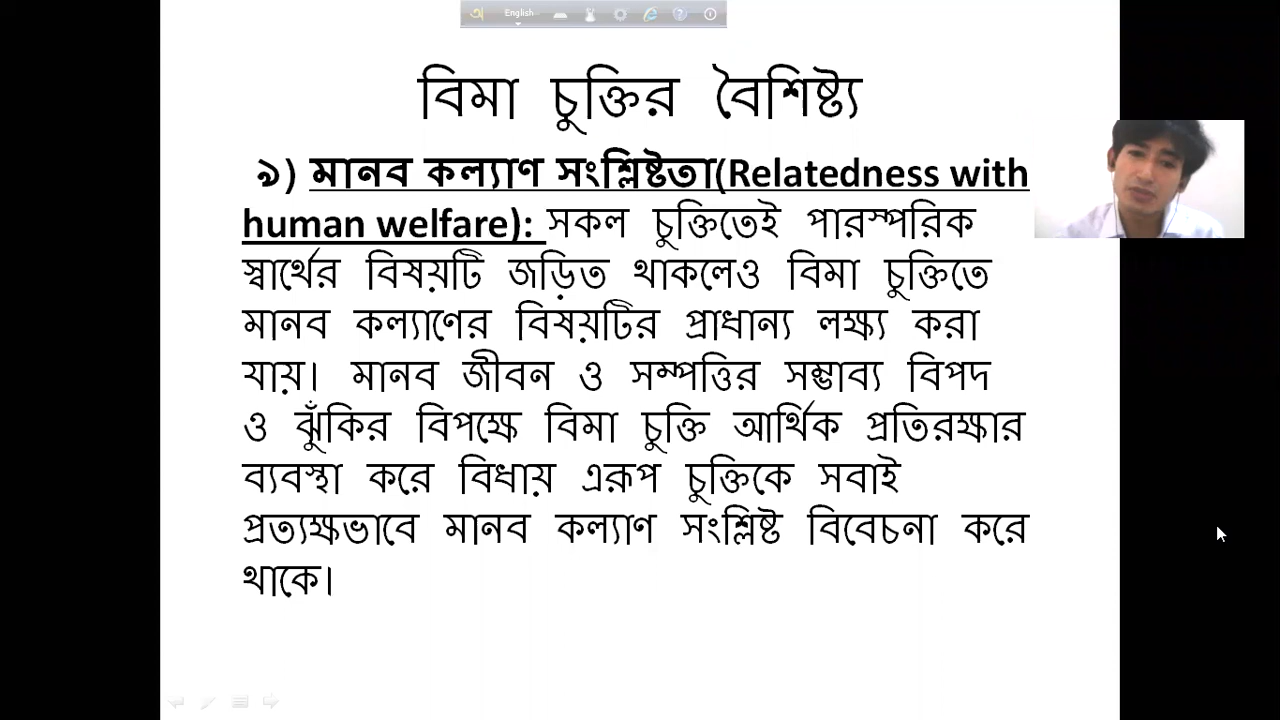 English
বিমা চুক্তির বৈশিষ্ট্য
৯) মানব কল্যাণ সংশ্লিষ্টতা(Relatedness with
human welfare): সকল চুক্তিতেই পারস্পরিক
স্বার্থের বিষয়টি জড়িত থাকলেও বিমা চুক্তিতে
মানব কল্যাণের বিষয়টির প্রাধান্য লক্ষ্য করা
যায়। মানব জীবন ও সম্পত্তির সম্ভাব্য বিপদ
ও ঝুঁকির বিপক্ষে বিমা চুক্তি আর্থিক প্রতিরক্ষার
ব্যবস্থা করে বিধায় এরূপ চুক্তিকে সবাই
প্রত্যক্ষভাবে মানব কল্যাণ সংশ্লিষ্ট বিবেচনা করে
থাকে।